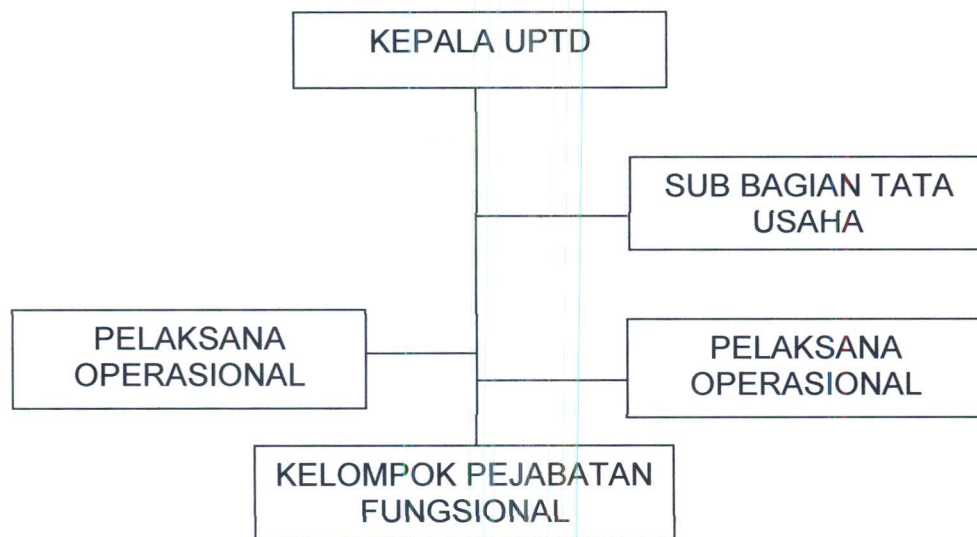 KEPALA UPTD
SUB BAGIAN TATA
USAHA
PELAKSANA
OPERASIONAL
PELAKSANA
OPERASIONAL
KELOMPOK PEJABATAN
FUNGSIONAL